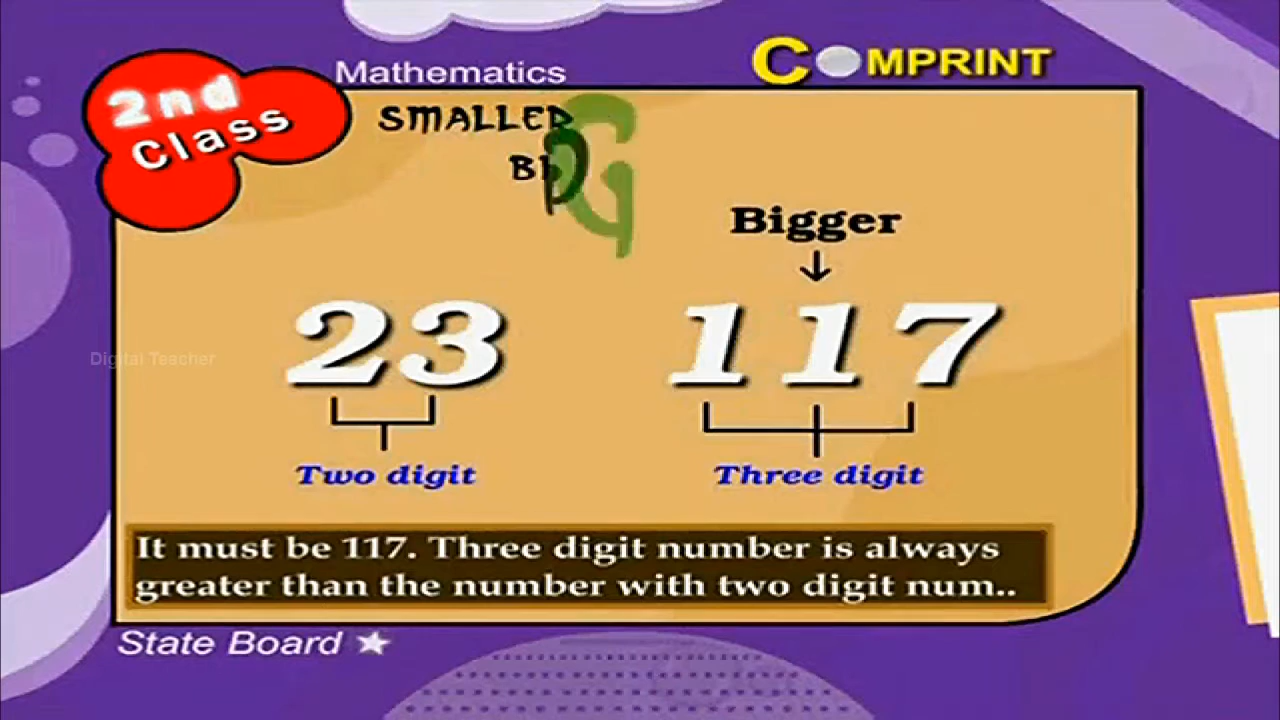 Mathematics
COMPRINT
2nd
Class
SMALLER
Bigger
23
117
Digital Teacher
Two digit
Three digit
It must be 117. Three digit number is always
greater than the number with two digit num..
State Board